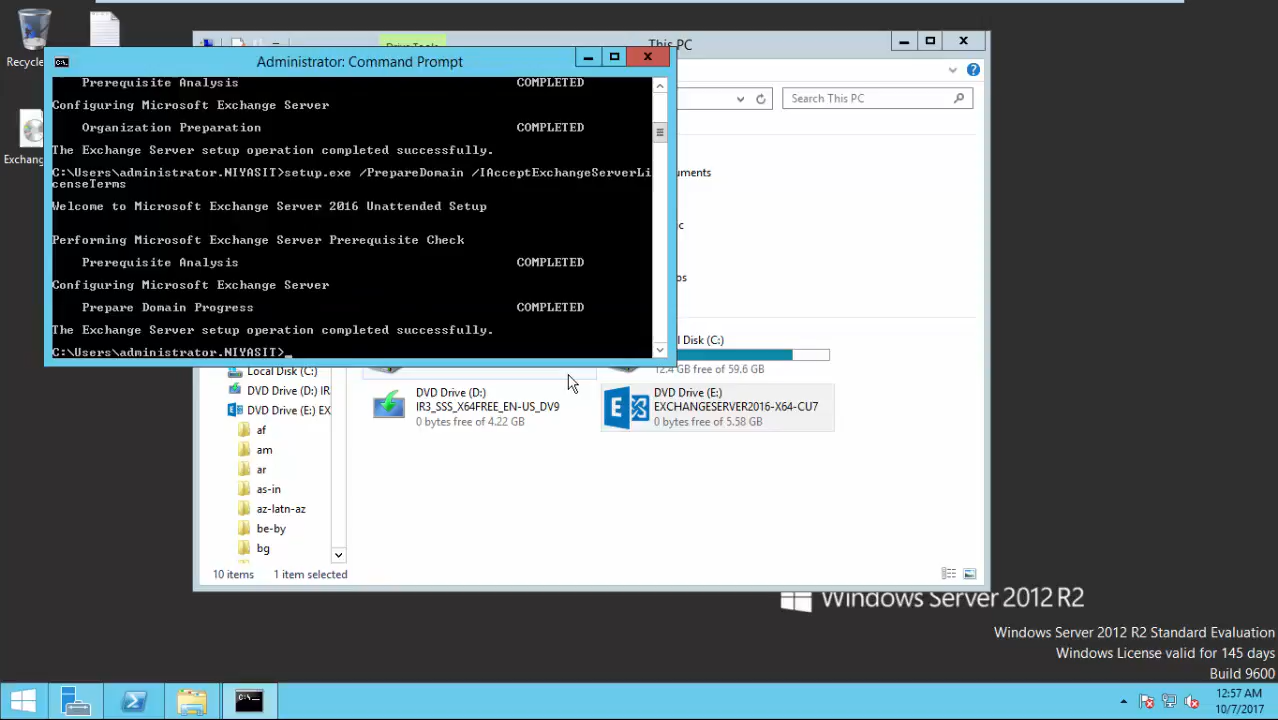 This PC
Recycle
Exchang
Search This PC
Administrator: Command Prompt
Prerequisite Analysis COMPLETED
Configuring Microsoft Exchange Server
Organization Preparation COMPLETED
The Exchange Server setup operation completed successfully.
C:\Users\administrator.NIYASIT>setup.exe /PrepareDomain /IAcceptExchangeServerLi
censeTerms
Welcome to Microsoft Exchange Server 2016 Unattended Setup
Performing Microsoft Exchange Server Prerequisite Check
Prerequisite Analysis COMPLETED
Configuring Microsoft Exchange Server
Prepare Domain Progress COMPLETED
The Exchange Server setup operation completed successfully.
C:\Users\administrator.NIYASIT>_
uments
c
os
l Disk (C:)
12.4 GB free of 59.6 GB
Local Disk (C:)
DVD Drive (D:) IR
DVD Drive (E:) EX
af
am
ar
as-in
az-latn-az
be-by
bg
DVD Drive (D:)
IR3_SSS_X64FREE_EN-US_DV9
0 bytes free of 4.22 GB
DVD Drive (E:)
EXCHANGESERVER2016-X64-CU7
0 bytes free of 5.58 GB
10 items 1 item selected
Windows Server 2012 R2
Windows Server 2012 R2 Standard Evaluation
Windows License valid for 145 days
Build 9600
12:57 AM
10/7/2017